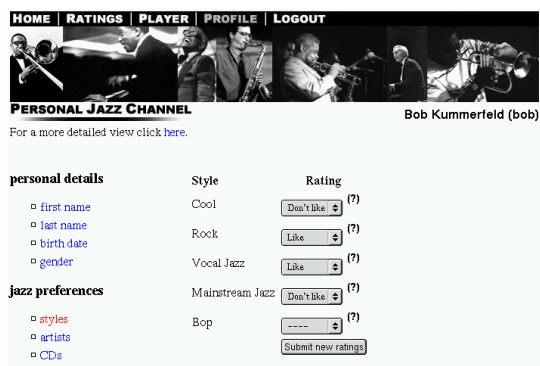 HOME | RATINGS | PLAYER | PROFILE | LOGOUT
PERSONAL JAZZ CHANNEL
Bob Kummerfeld (bob)
For a more detailed view click here.
personal details
first name
last name
birth date
gender
jazz preferences
styles
artists
CDs
Style Rating
Cool Don't like (?)
Rock Like (?)
Vocal Jazz Like (?)
Mainstream Jazz Don't like (?)
Bop ---- (?)
Submit new ratings